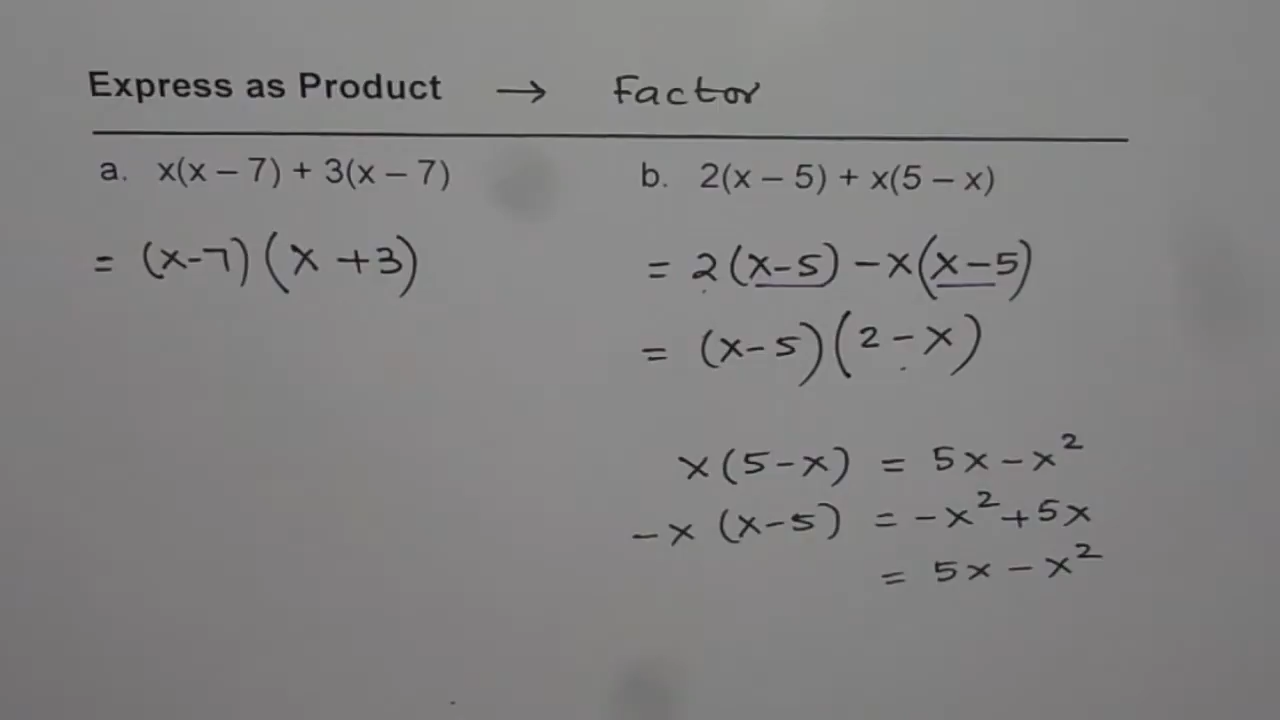 Express as Product → Factor
a. x(x – 7) + 3(x – 7)
= (x-7)(x +3)
b. 2(x – 5) + x(5 – x)
= 2(x-5) - x(x-5)
= (x-5)(2-x)
x(5-x) = 5x - x²
-x (x-5) = -x² + 5x
= 5x - x²